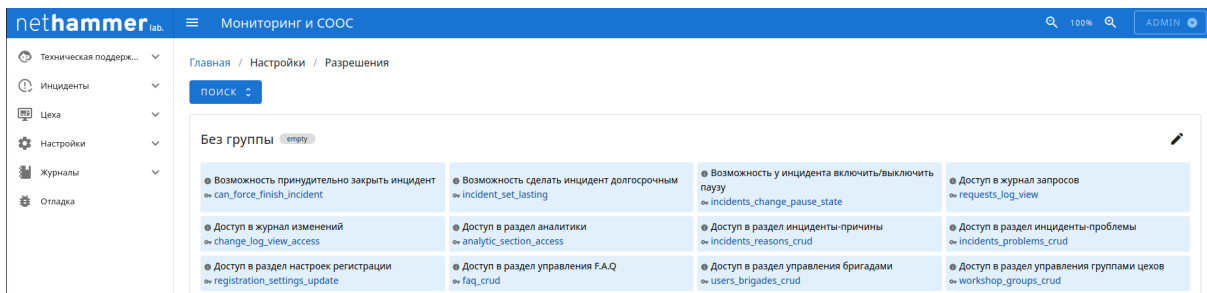 nethammer lab.
Мониторинг и СООС
100%
ADMIN
Техническая поддерж...
Инциденты
Цеха
Настройки
Журналы
Отладка
Главная / Настройки / Разрешения
ПОИСК
Без группы empty
Возможность принудительно закрыть инцидент
can_force_finish_incident
Возможность сделать инцидент долгосрочным
incident_set_lasting
Возможность у инцидента включить/выключить
паузу
incidents_change_pause_state
Доступ в журнал запросов
requests_log_view
Доступ в журнал изменений
change_log_view_access
Доступ в раздел аналитики
analytic_section_access
Доступ в раздел инциденты-причины
incidents_reasons_crud
Доступ в раздел инциденты-проблемы
incidents_problems_crud
Доступ в раздел настроек регистрации
registration_settings_update
Доступ в раздел управления F.A.Q
faq_crud
Доступ в раздел управления бригадами
users_brigades_crud
Доступ в раздел управления группами цехов
workshop_groups_crud